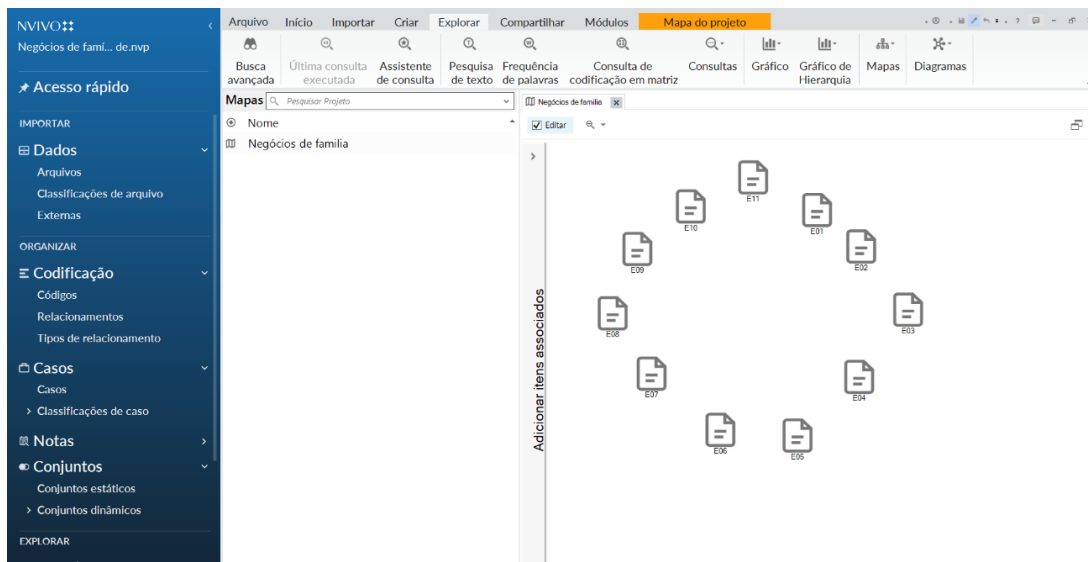 NVIVO
Negócios de famí... de.nvp
Acesso rápido
IMPORTAR
Dados
Arquivos
Classificações de arquivo
Externas
ORGANIZAR
Codificação
Códigos
Relacionamentos
Tipos de relacionamento
Casos
Casos
Classificações de caso
Notas
Conjuntos
Conjuntos estáticos
Conjuntos dinâmicos
EXPLORAR
Arquivo Início Importar Criar Explorar Compartilhar Módulos Mapa do projeto
Busca avançada
Última consulta executada
Assistente de consulta
Pesquisa de texto
Frequência de palavras
Consulta de codificação em matriz
Consultas
Gráfico
Gráfico de Hierarquia
Mapas
Diagramas
Mapas Pesquisar Projeto
Nome
Negócios de familia
Negócios de familia
Editar
Adicionar itens associados
E11
E10
E01
E09
E02
E08
E03
E07
E04
E06
E05